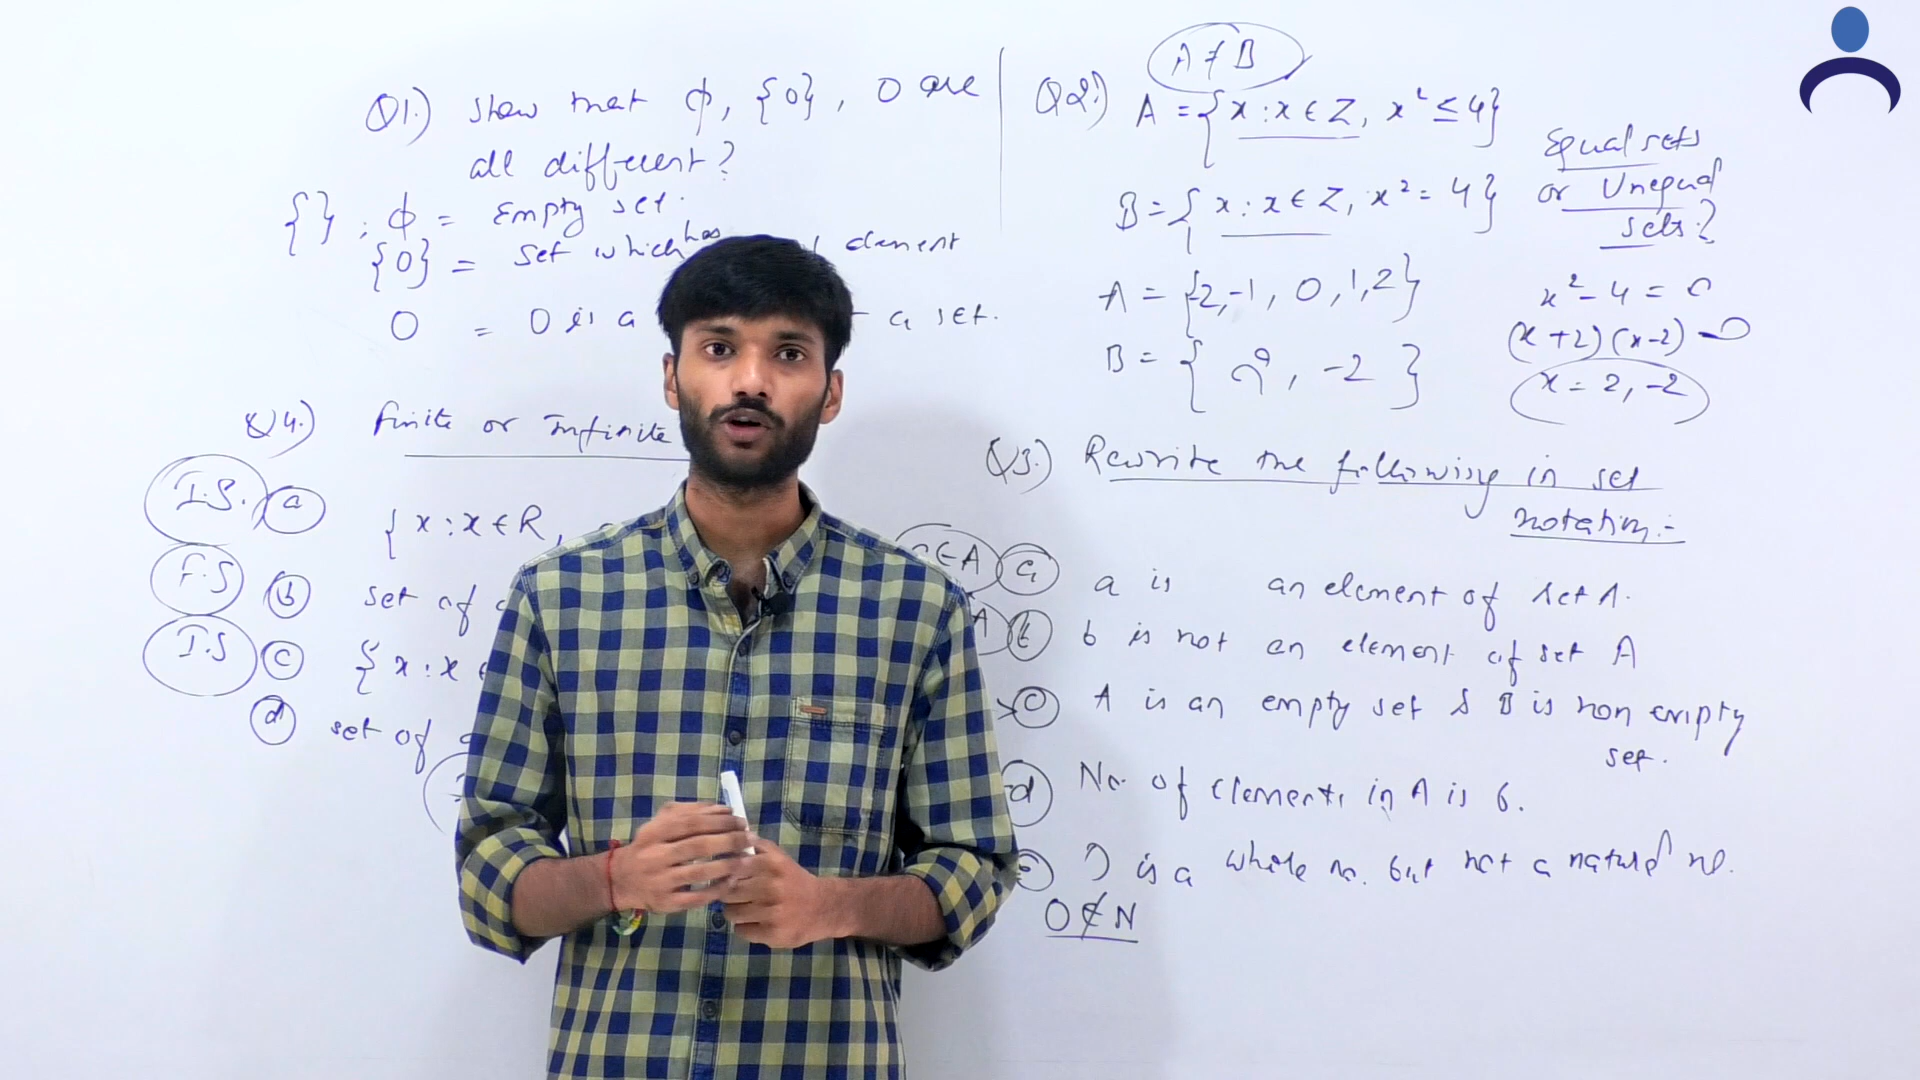 Q1.) Show that ϕ, {0}, 0 are
all different?
{} ; ϕ = Empty set.
{0} = set which has element
0 = 0 is a a set.
Q2.) A ≠ B
A = {x : x ∈ Z, x² ≤ 4}
B = {x : x ∈ Z, x² = 4}
Equal sets
or Unequal
sets?
A = {-2, -1, 0, 1, 2}
B = {2, -2}
x² - 4 = 0
(x + 2) (x - 2) = 0
x = 2, -2
Q3.) Rewrite the following in set
notation:-
∈ A a a is an element of set A.
A b b is not an element of set A
c A is an empty set & B is non empty
set.
d No. of elements in A is 6.
e 0 is a whole no. but not a natural no.
0 ∉ N
Q4.) finite or Infinite
I.S. a {x : x ∈ R,
F.S b set of
I.S c {x : x
d set of